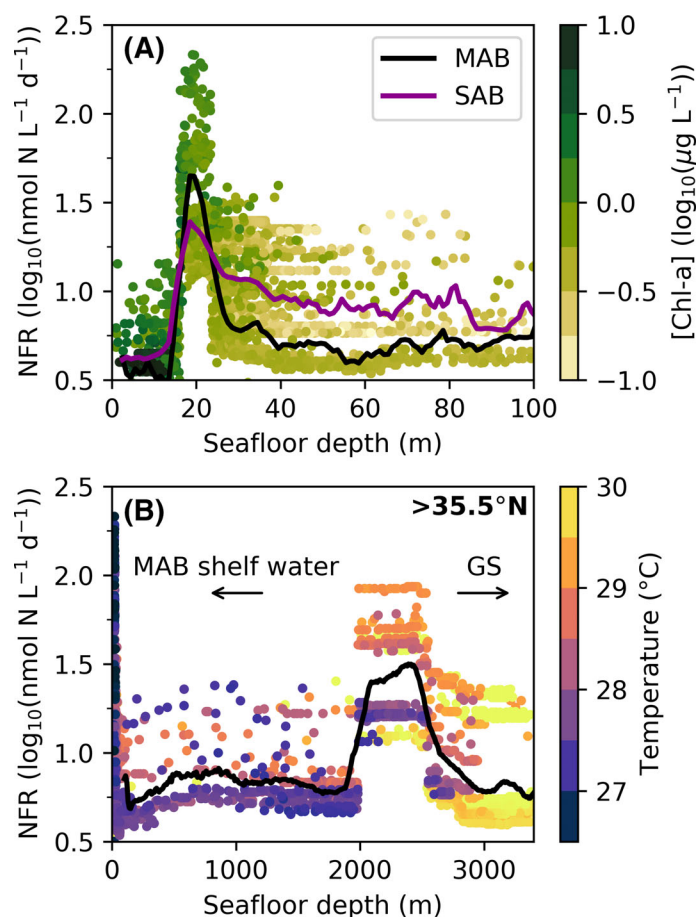 (A)
MAB
SAB
2.5
2.0
1.5
1.0
0.5
NFR (log₁₀(nmol N L⁻¹ d⁻¹))
0 20 40 60 80 100
Seafloor depth (m)
1.0
0.5
0.0
−0.5
−1.0
[Chl-a] (log₁₀(μg L⁻¹))
(B)
>35.5°N
MAB shelf water
GS
2.5
2.0
1.5
1.0
0.5
NFR (log₁₀(nmol N L⁻¹ d⁻¹))
0 1000 2000 3000
Seafloor depth (m)
30
29
28
27
Temperature (°C)